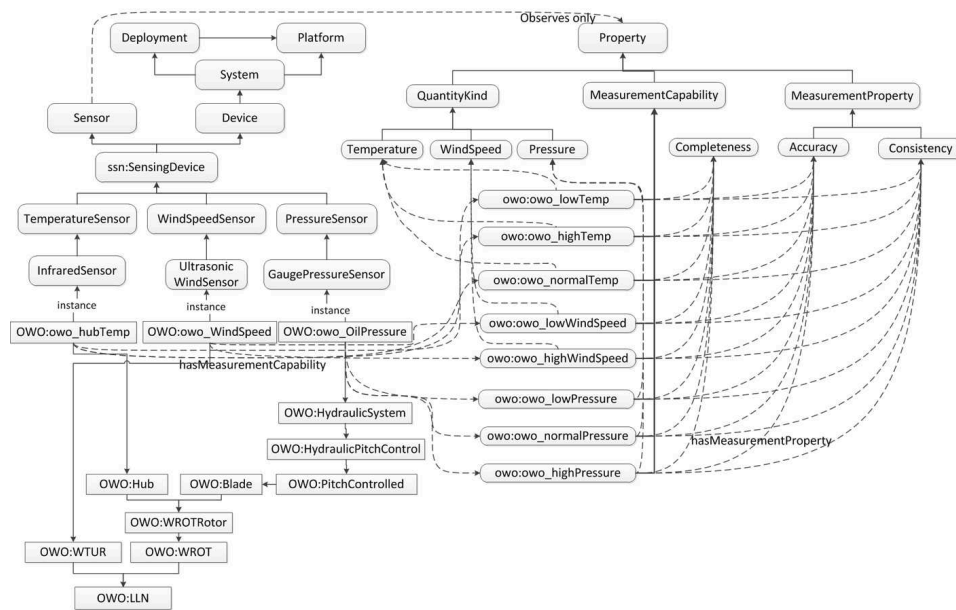 Observes only
Deployment
Platform
Property
System
QuantityKind
MeasurementCapability
MeasurementProperty
Sensor
Device
Temperature
WindSpeed
Pressure
Completeness
Accuracy
Consistency
ssn:SensingDevice
owo:owo_lowTemp
TemperatureSensor
WindSpeedSensor
PressureSensor
owo:owo_highTemp
InfraredSensor
Ultrasonic
WindSensor
GaugePressureSensor
owo:owo_normalTemp
instance
instance
instance
OWO:owo_hubTemp
OWO:owo_WindSpeed
OWO:owo_OilPressure
owo:owo_lowWindSpeed
owo:owo_highWindSpeed
hasMeasurementCapability
owo:owo_lowPressure
OWO:HydraulicSystem
owo:owo_normalPressure
hasMeasurementProperty
OWO:HydraulicPitchControl
owo:owo_highPressure
OWO:Hub
OWO:Blade
OWO:PitchControlled
OWO:WROTRotor
OWO:WTUR
OWO:WROT
OWO:LLN